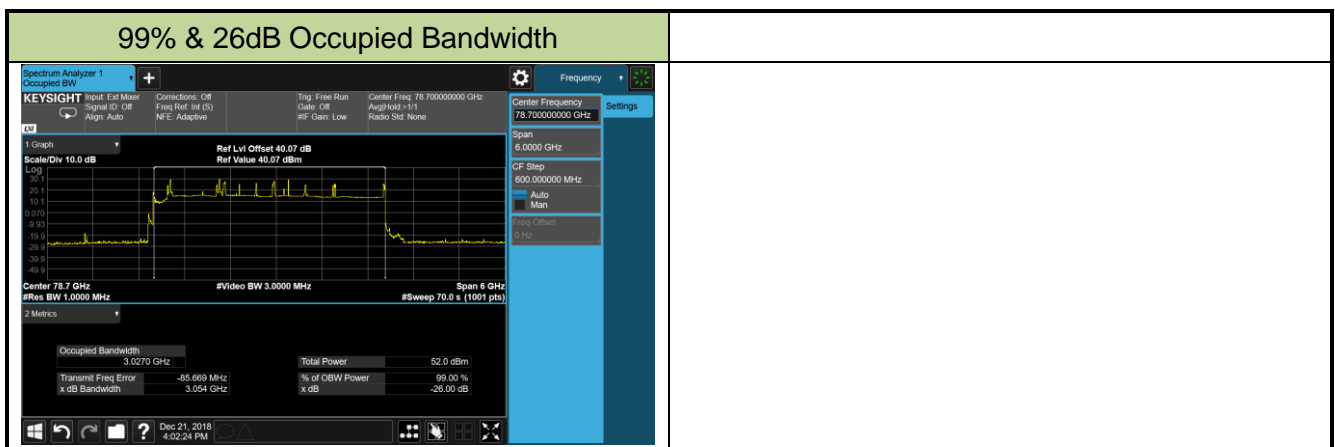 99% & 26dB Occupied Bandwidth
Spectrum Analyzer 1
Occupied BW
KEYSIGHT
Input: Ext Mixer
Signal ID: Off
Align: Auto
Corrections: Off
Freq Ref: Int (S)
NFE: Adaptive
Trig: Free Run
Gate: Off
#IF Gain: Low
Center Freq: 78.700000000 GHz
Avg|Hold:>1/1
Radio Std: None
LXI
1 Graph
Scale/Div 10.0 dB
Ref Lvl Offset 40.07 dB
Ref Value 40.07 dBm
Log
30.1
20.1
10.1
0.070
-9.93
-19.9
-29.9
-39.9
-49.9
Center 78.7 GHz
#Res BW 1.0000 MHz
#Video BW 3.0000 MHz
Span 6 GHz
#Sweep 70.0 s (1001 pts)
2 Metrics
Occupied Bandwidth
3.0270 GHz
Total Power 52.0 dBm
Transmit Freq Error -85.669 MHz
% of OBW Power 99.00 %
x dB Bandwidth 3.054 GHz
x dB -26.00 dB
Dec 21, 2018
4:02:24 PM
Frequency
Settings
Center Frequency
78.700000000 GHz
Span
6.0000 GHz
CF Step
600.000000 MHz
Auto
Man
Freq Offset
0 Hz